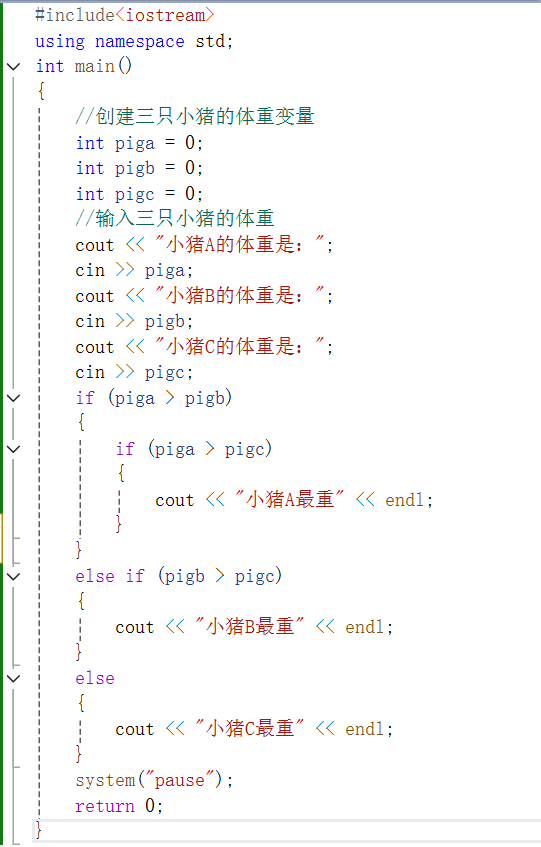 #include<iostream>
using namespace std;
int main()
{
//创建三只小猪的体重变量
int piga = 0;
int pigb = 0;
int pigc = 0;
//输入三只小猪的体重
cout << "小猪A的体重是：";
cin >> piga;
cout << "小猪B的体重是：";
cin >> pigb;
cout << "小猪C的体重是：";
cin >> pigc;
if (piga > pigb)
{
if (piga > pigc)
{
cout << "小猪A最重" << endl;
}
}
else if (pigb > pigc)
{
cout << "小猪B最重" << endl;
}
else
{
cout << "小猪C最重" << endl;
}
system("pause");
return 0;
}